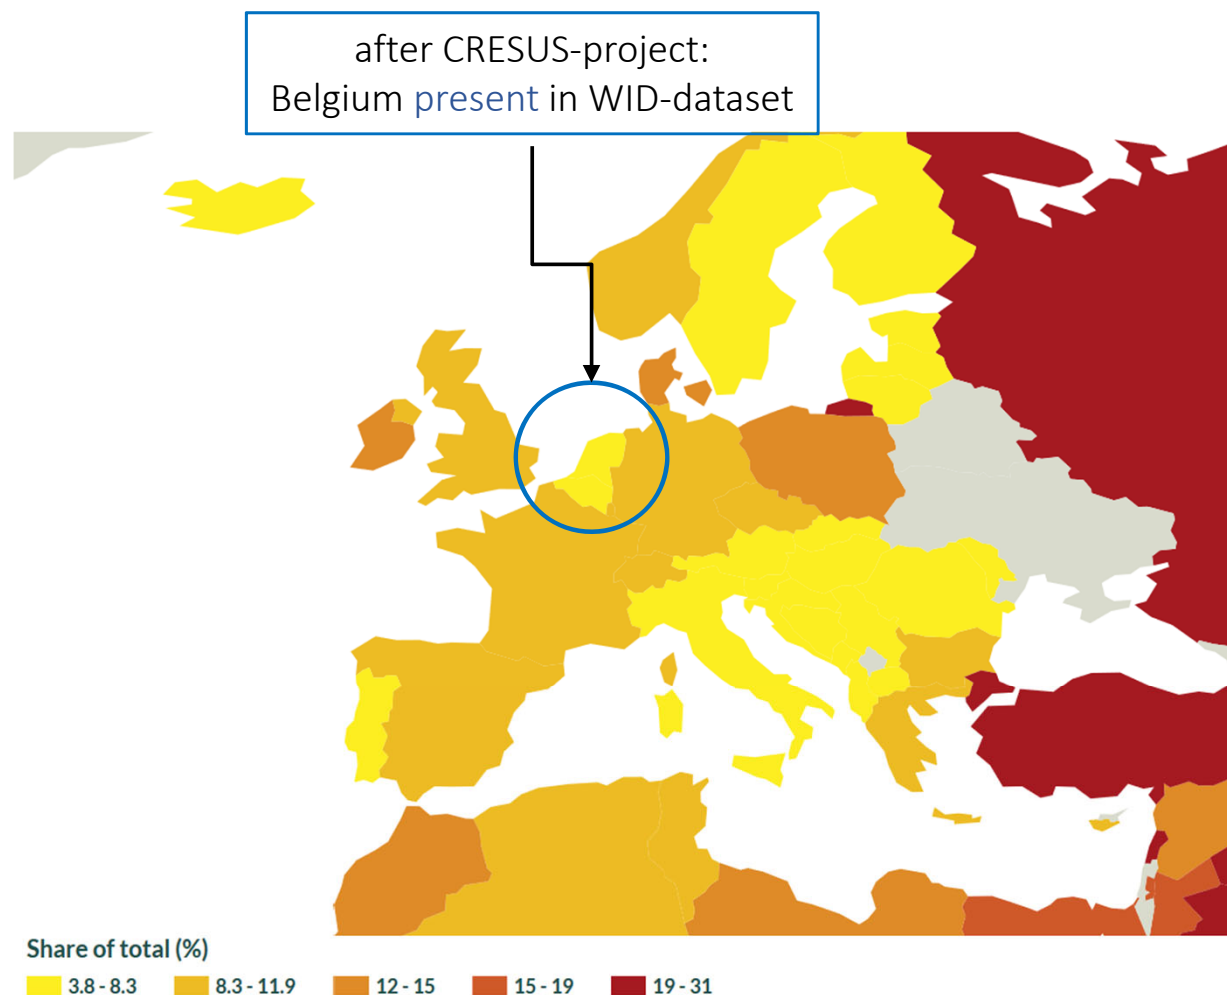 after CRESUS-project:
Belgium present in WID-dataset
Share of total (%)
3.8 - 8.3
8.3 - 11.9
12 - 15
15 - 19
19 - 31